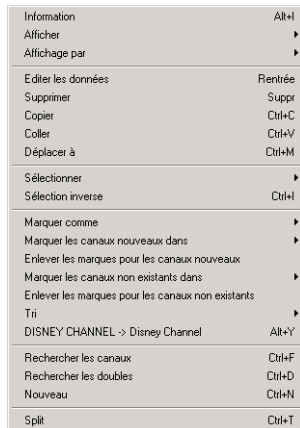 Information Alt+I
Afficher
Affichage par
Editer les données Rentrée
Supprimer Suppr
Copier Ctrl+C
Coller Ctrl+V
Déplacer à Ctrl+M
Sélectionner
Sélection inverse Ctrl+I
Marquer comme
Marquer les canaux nouveaux dans
Enlever les marques pour les canaux nouveaux
Marquer les canaux non existants dans
Enlever les marques pour les canaux non existants
Tri
DISNEY CHANNEL -> Disney Channel Alt+Y
Rechercher les canaux Ctrl+F
Rechercher les doubles Ctrl+D
Nouveau Ctrl+N
Split Ctrl+T